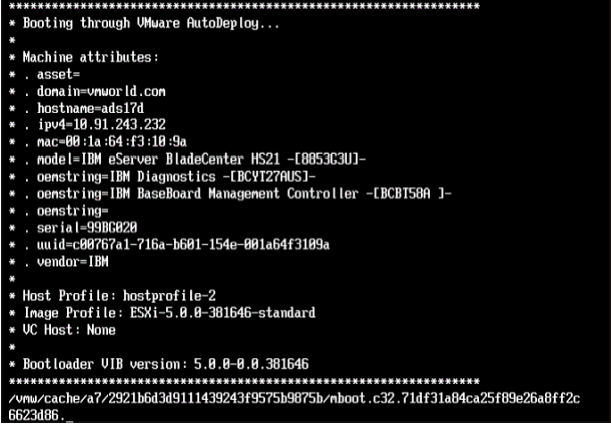 ******************************************************************
* Booting through VMware AutoDeploy...
*
* Machine attributes:
* . asset=
* . domain=vmworld.com
* . hostname=ads17d
* . ipv4=10.91.243.232
* . mac=00:1a:64:f3:10:9a
* . model=IBM eServer BladeCenter HS21 -[8853G3U]-
* . oemstring=IBM Diagnostics -[BCYT27AUS]-
* . oemstring=IBM BaseBoard Management Controller -[BCBT58A ]-
* . oemstring=
* . serial=99BG020
* . uuid=c00767a1-716a-b601-154e-001a64f3109a
* . vendor=IBM
*
* Host Profile: hostprofile-2
* Image Profile: ESXi-5.0.0-381646-standard
* VC Host: None
*
* Bootloader VIB version: 5.0.0-0.0.381646
******************************************************************
/vmw/cache/a7/2921b6d3d9111439243f9575b9875b/mboot.c32.71df31a84ca25f89e26a8ff2c
6623d86._